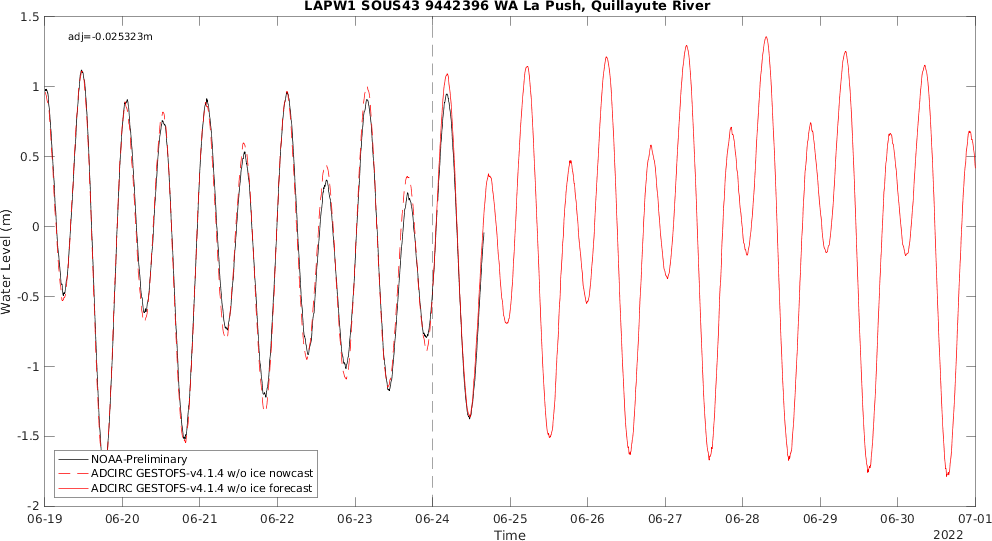 LAPW1 SOUS43 9442396 WA La Push, Quillayute River
adj=-0.025323m
1.5
1
0.5
0
-0.5
-1
-1.5
-2
Water Level (m)
NOAA-Preliminary
ADCIRC GESTOFS-v4.1.4 w/o ice nowcast
ADCIRC GESTOFS-v4.1.4 w/o ice forecast
06-19 06-20 06-21 06-22 06-23 06-24 06-25 06-26 06-27 06-28 06-29 06-30 07-01
Time
2022